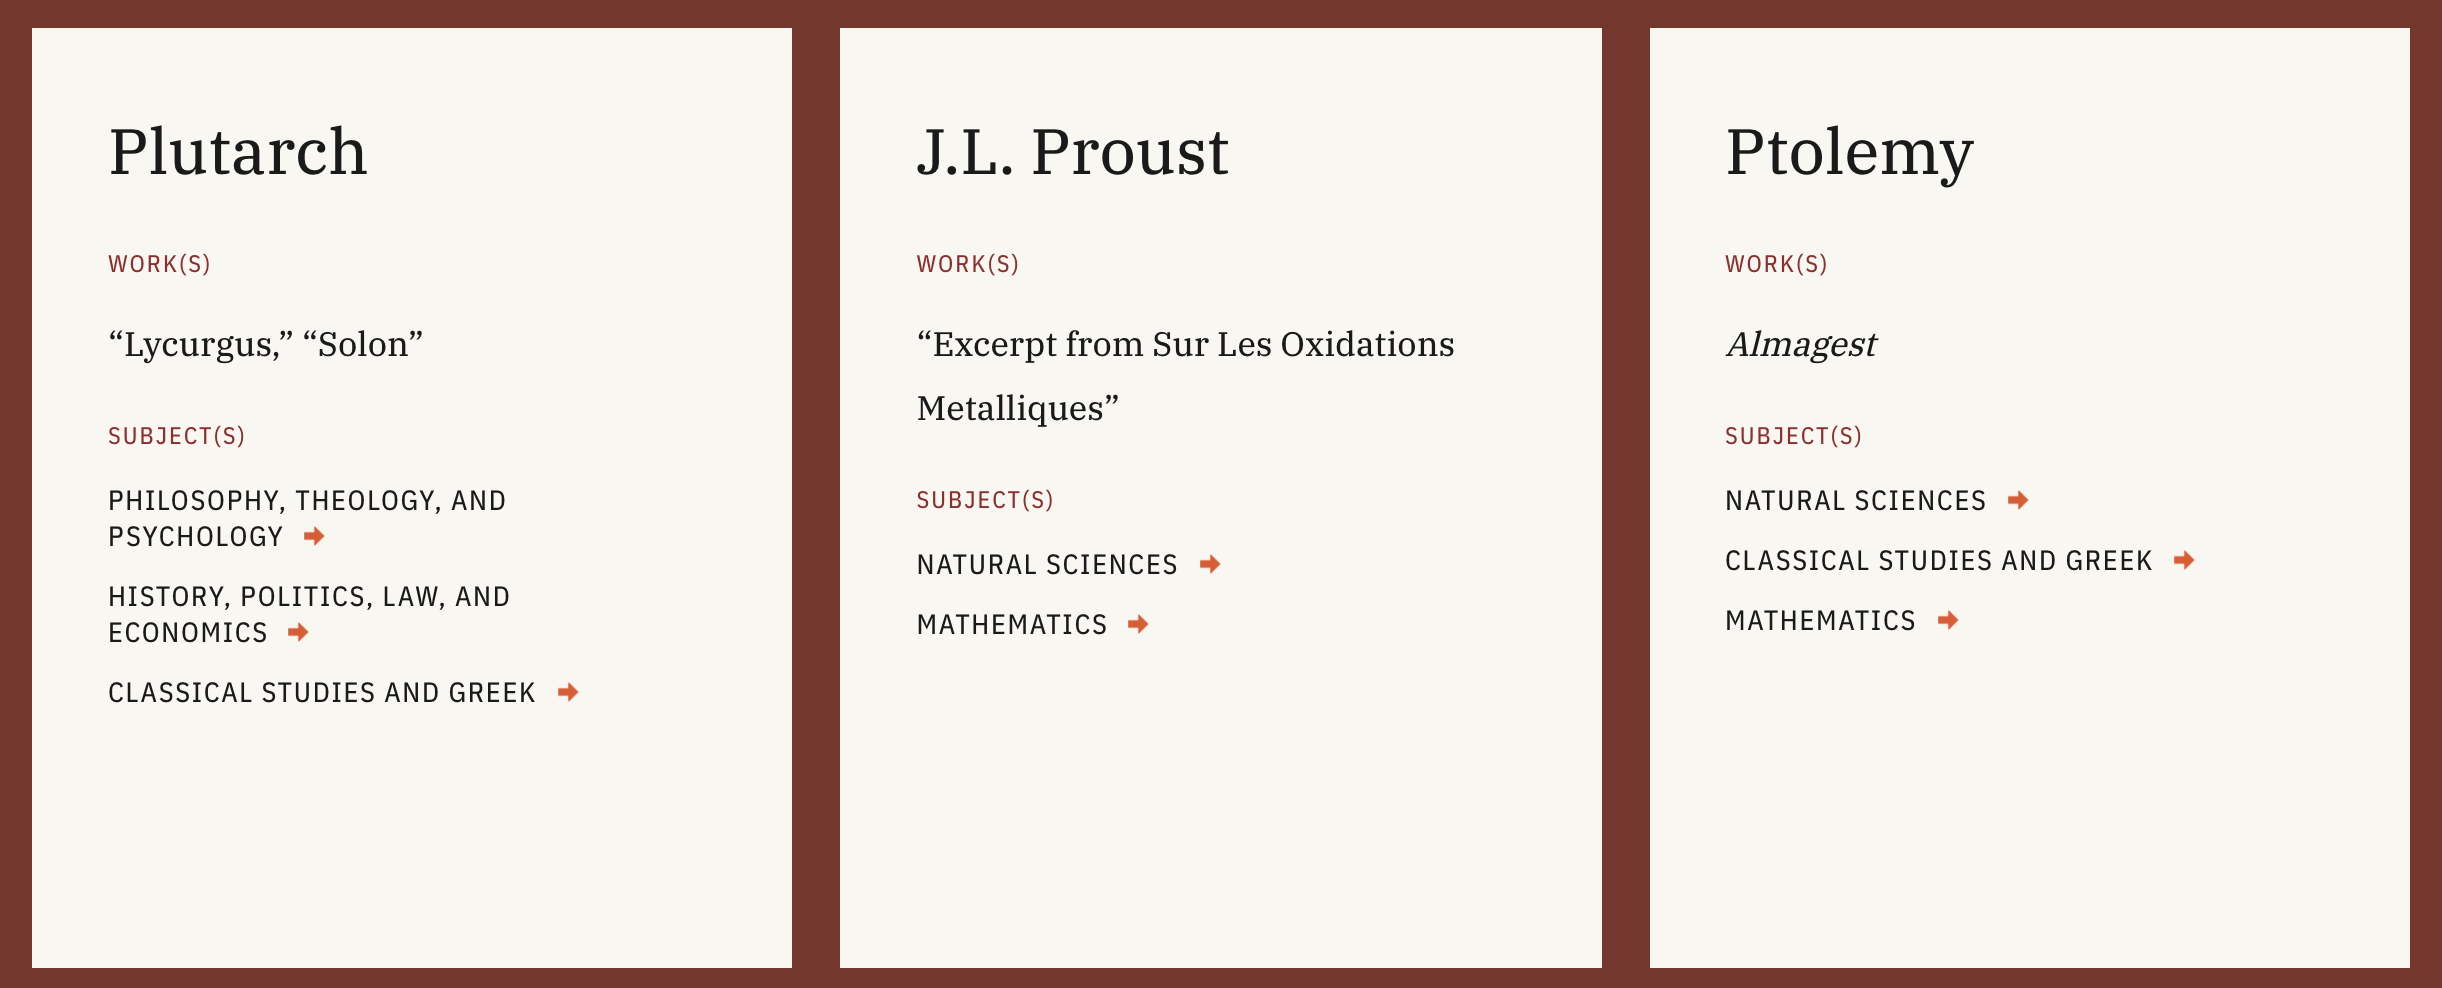 Plutarch
WORK(S)
“Lycurgus,” “Solon”
SUBJECT(S)
PHILOSOPHY, THEOLOGY, AND
PSYCHOLOGY
HISTORY, POLITICS, LAW, AND
ECONOMICS
CLASSICAL STUDIES AND GREEK
J.L. Proust
WORK(S)
“Excerpt from Sur Les Oxidations
Metalliques”
SUBJECT(S)
NATURAL SCIENCES
MATHEMATICS
Ptolemy
WORK(S)
Almagest
SUBJECT(S)
NATURAL SCIENCES
CLASSICAL STUDIES AND GREEK
MATHEMATICS